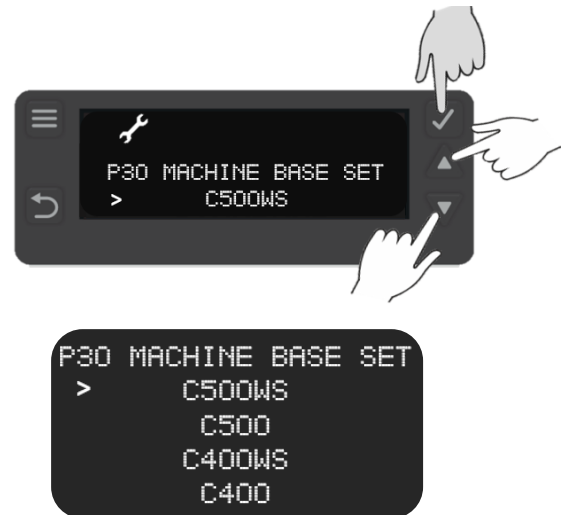 P30 MACHINE BASE SET
> C500WS
P30 MACHINE BASE SET
> C500WS
C500
C400WS
C400